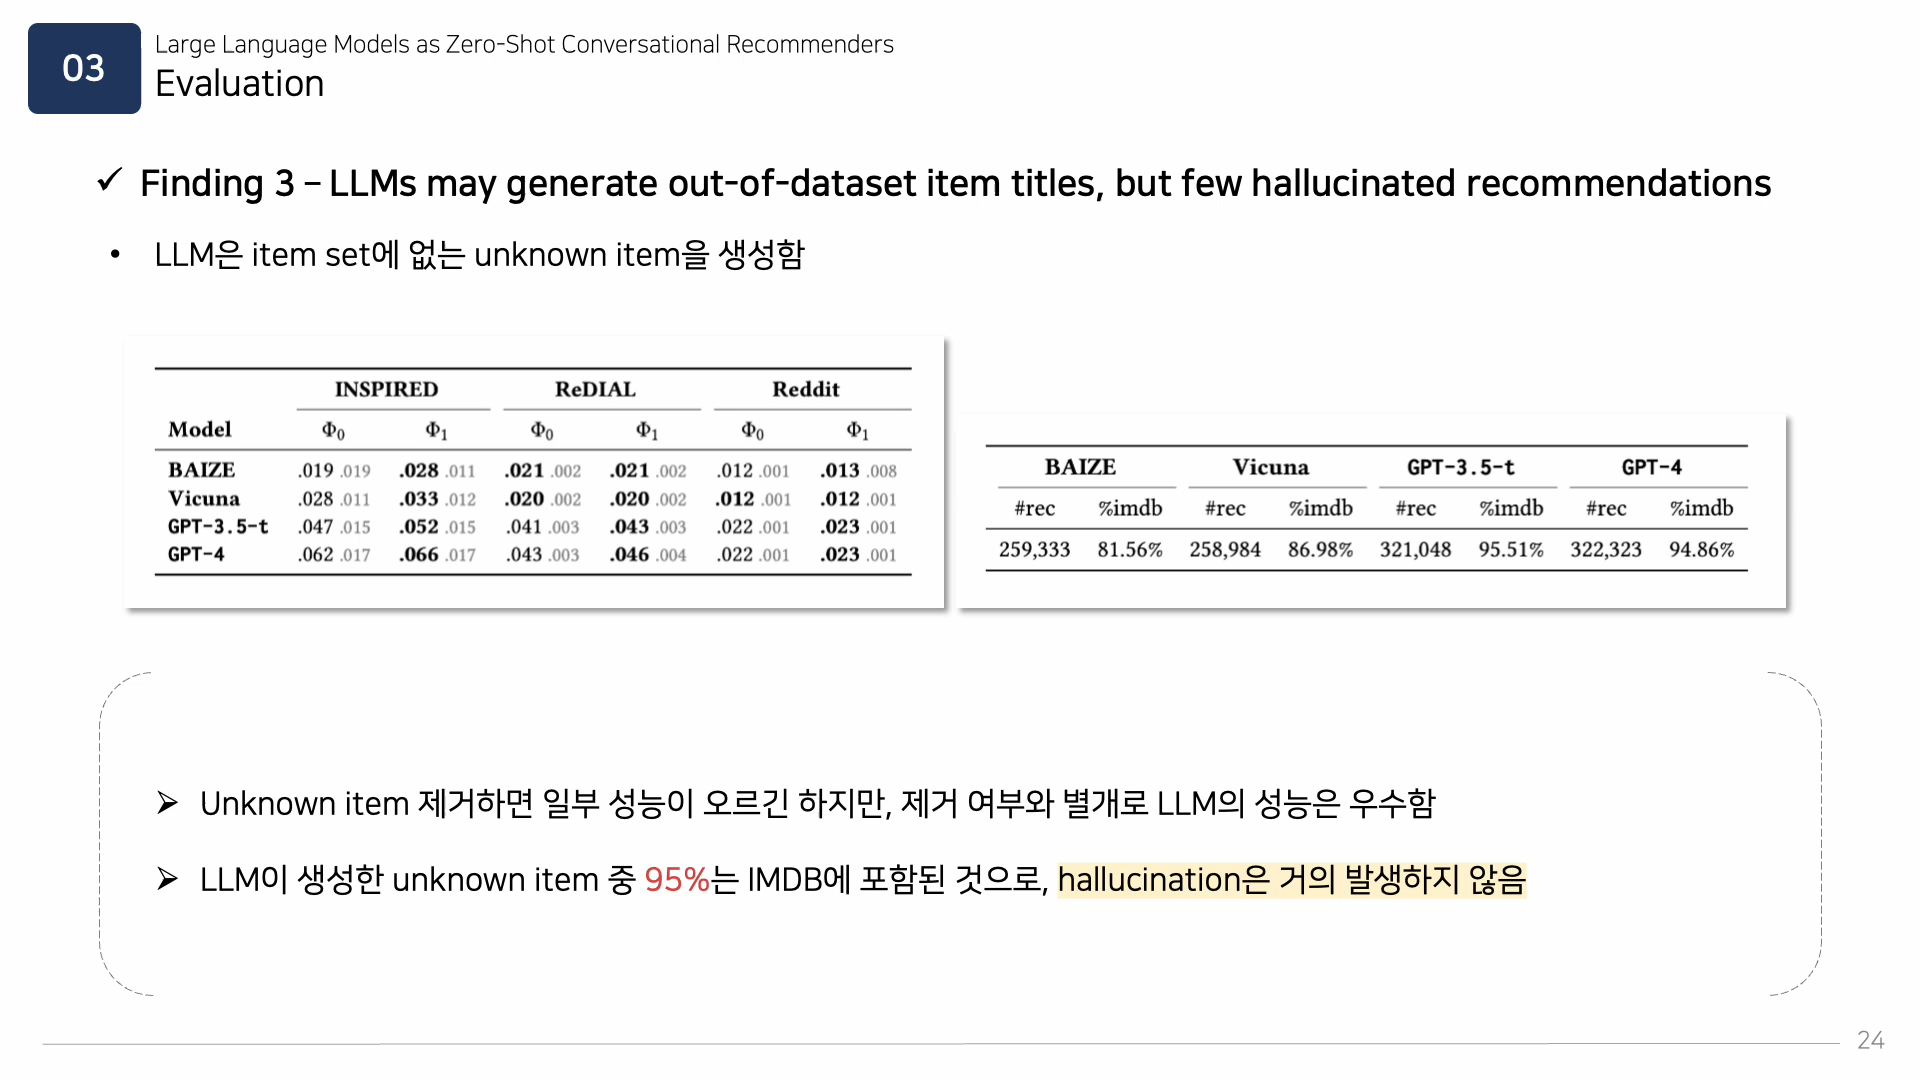 03
Large Language Models as Zero-Shot Conversational Recommenders
Evaluation
✓ Finding 3 – LLMs may generate out-of-dataset item titles, but few hallucinated recommendations
• LLM은 item set에 없는 unknown item을 생성함
INSPIRED ReDIAL Reddit
Model Φ0 Φ1 Φ0 Φ1 Φ0 Φ1
BAIZE .019 .019 .028 .011 .021 .002 .021 .002 .012 .001 .013 .008
Vicuna .028 .011 .033 .012 .020 .002 .020 .002 .012 .001 .012 .001
GPT-3.5-t .047 .015 .052 .015 .041 .003 .043 .003 .022 .001 .023 .001
GPT-4 .062 .017 .066 .017 .043 .003 .046 .004 .022 .001 .023 .001
BAIZE Vicuna GPT-3.5-t GPT-4
#rec %imdb #rec %imdb #rec %imdb #rec %imdb
259,333 81.56% 258,984 86.98% 321,048 95.51% 322,323 94.86%
➢ Unknown item 제거하면 일부 성능이 오르긴 하지만, 제거 여부와 별개로 LLM의 성능은 우수함
➢ LLM이 생성한 unknown item 중 95%는 IMDB에 포함된 것으로, hallucination은 거의 발생하지 않음
24